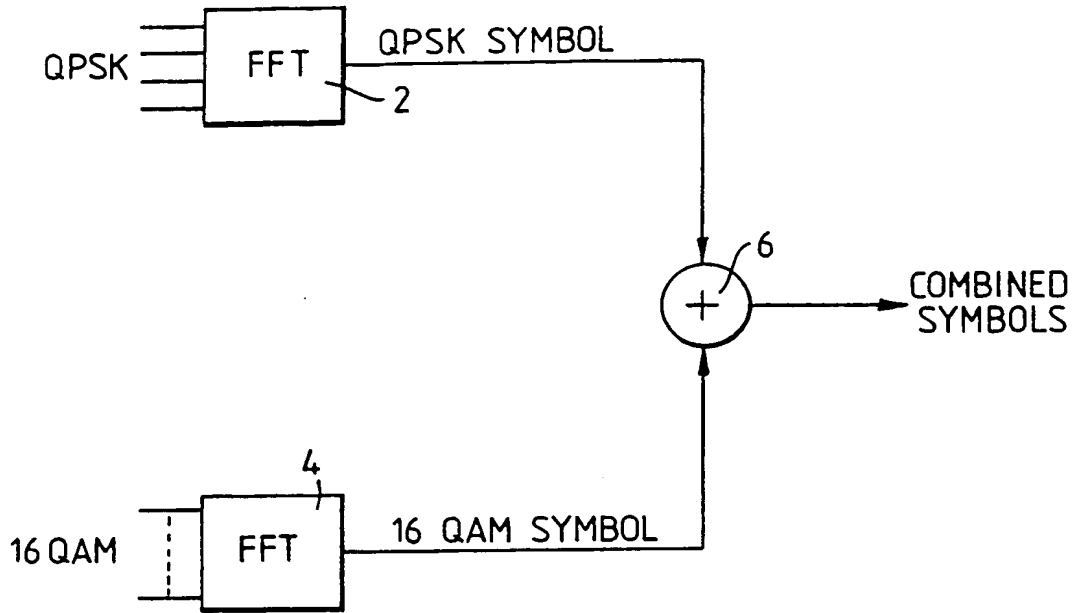 QPSK
FFT
2
QPSK SYMBOL
6
+
COMBINED
SYMBOLS
4
16 QAM
FFT
16 QAM SYMBOL